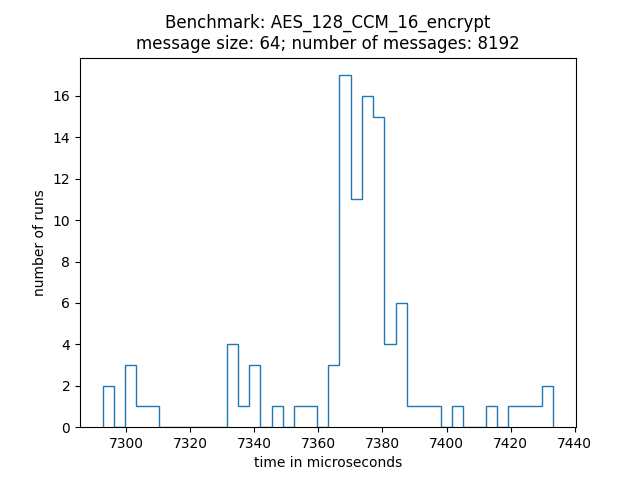 Benchmark: AES_128_CCM_16_encrypt
message size: 64; number of messages: 8192
number of runs
16
14
12
10
8
6
4
2
0
7300 7320 7340 7360 7380 7400 7420 7440
time in microseconds